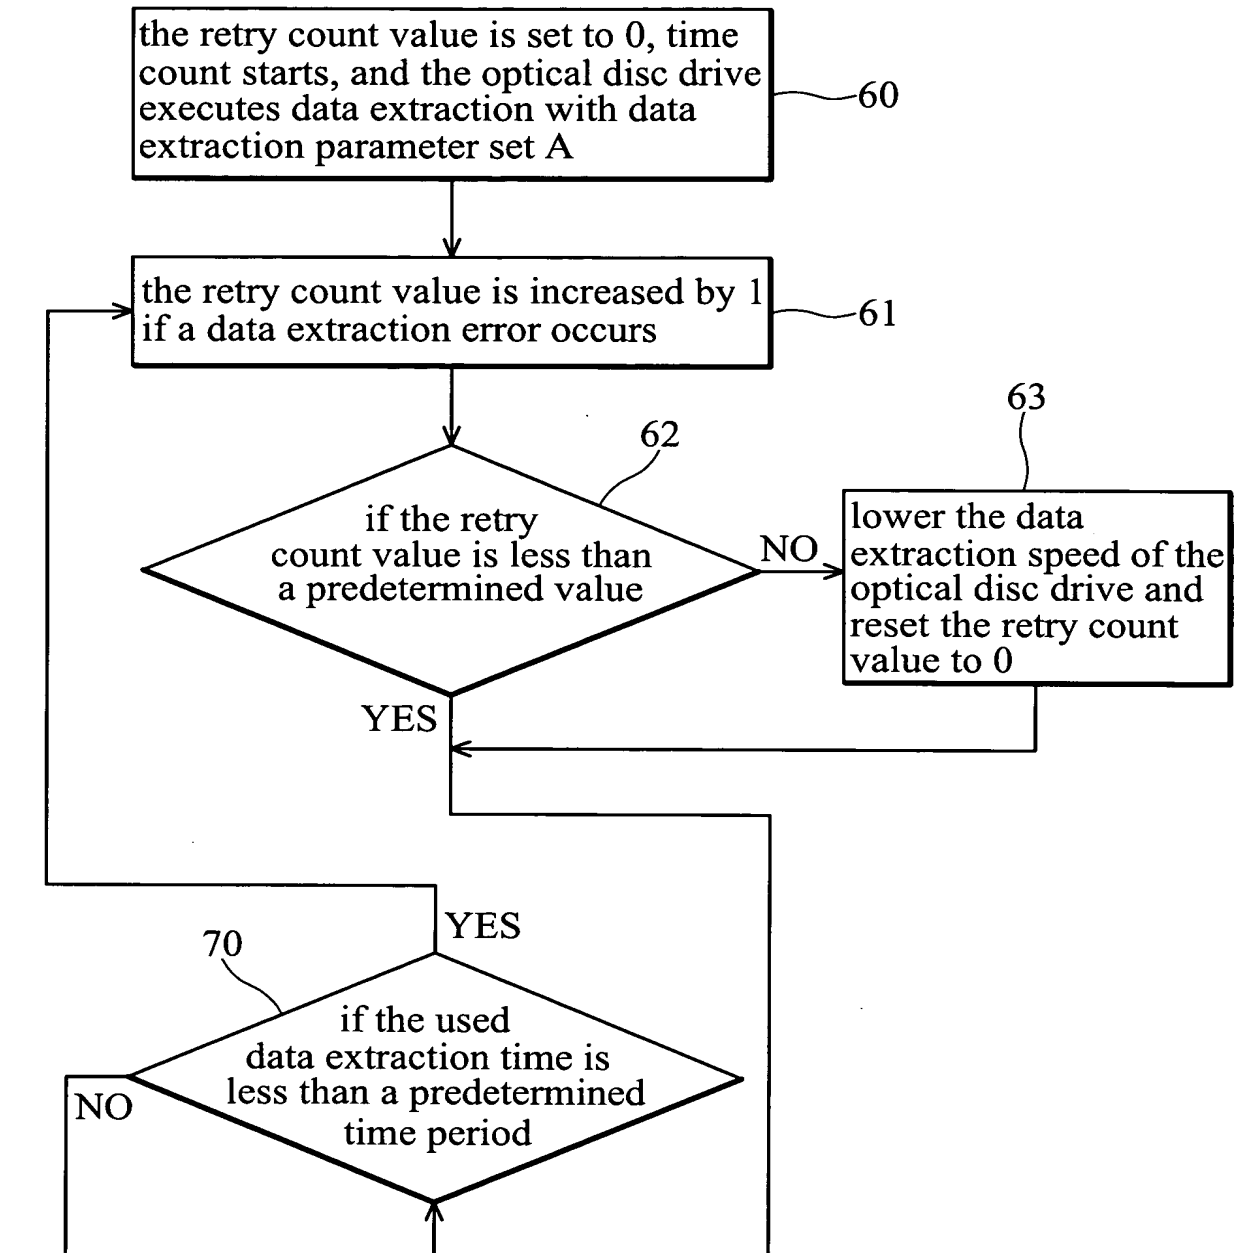 the retry count value is set to 0, time
count starts, and the optical disc drive
executes data extraction with data
extraction parameter set A
60
the retry count value is increased by 1
if a data extraction error occurs
61
62
if the retry
count value is less than
a predetermined value
NO
YES
63
lower the data
extraction speed of the
optical disc drive and
reset the retry count
value to 0
YES
70
if the used
data extraction time is
less than a predetermined
time period
NO